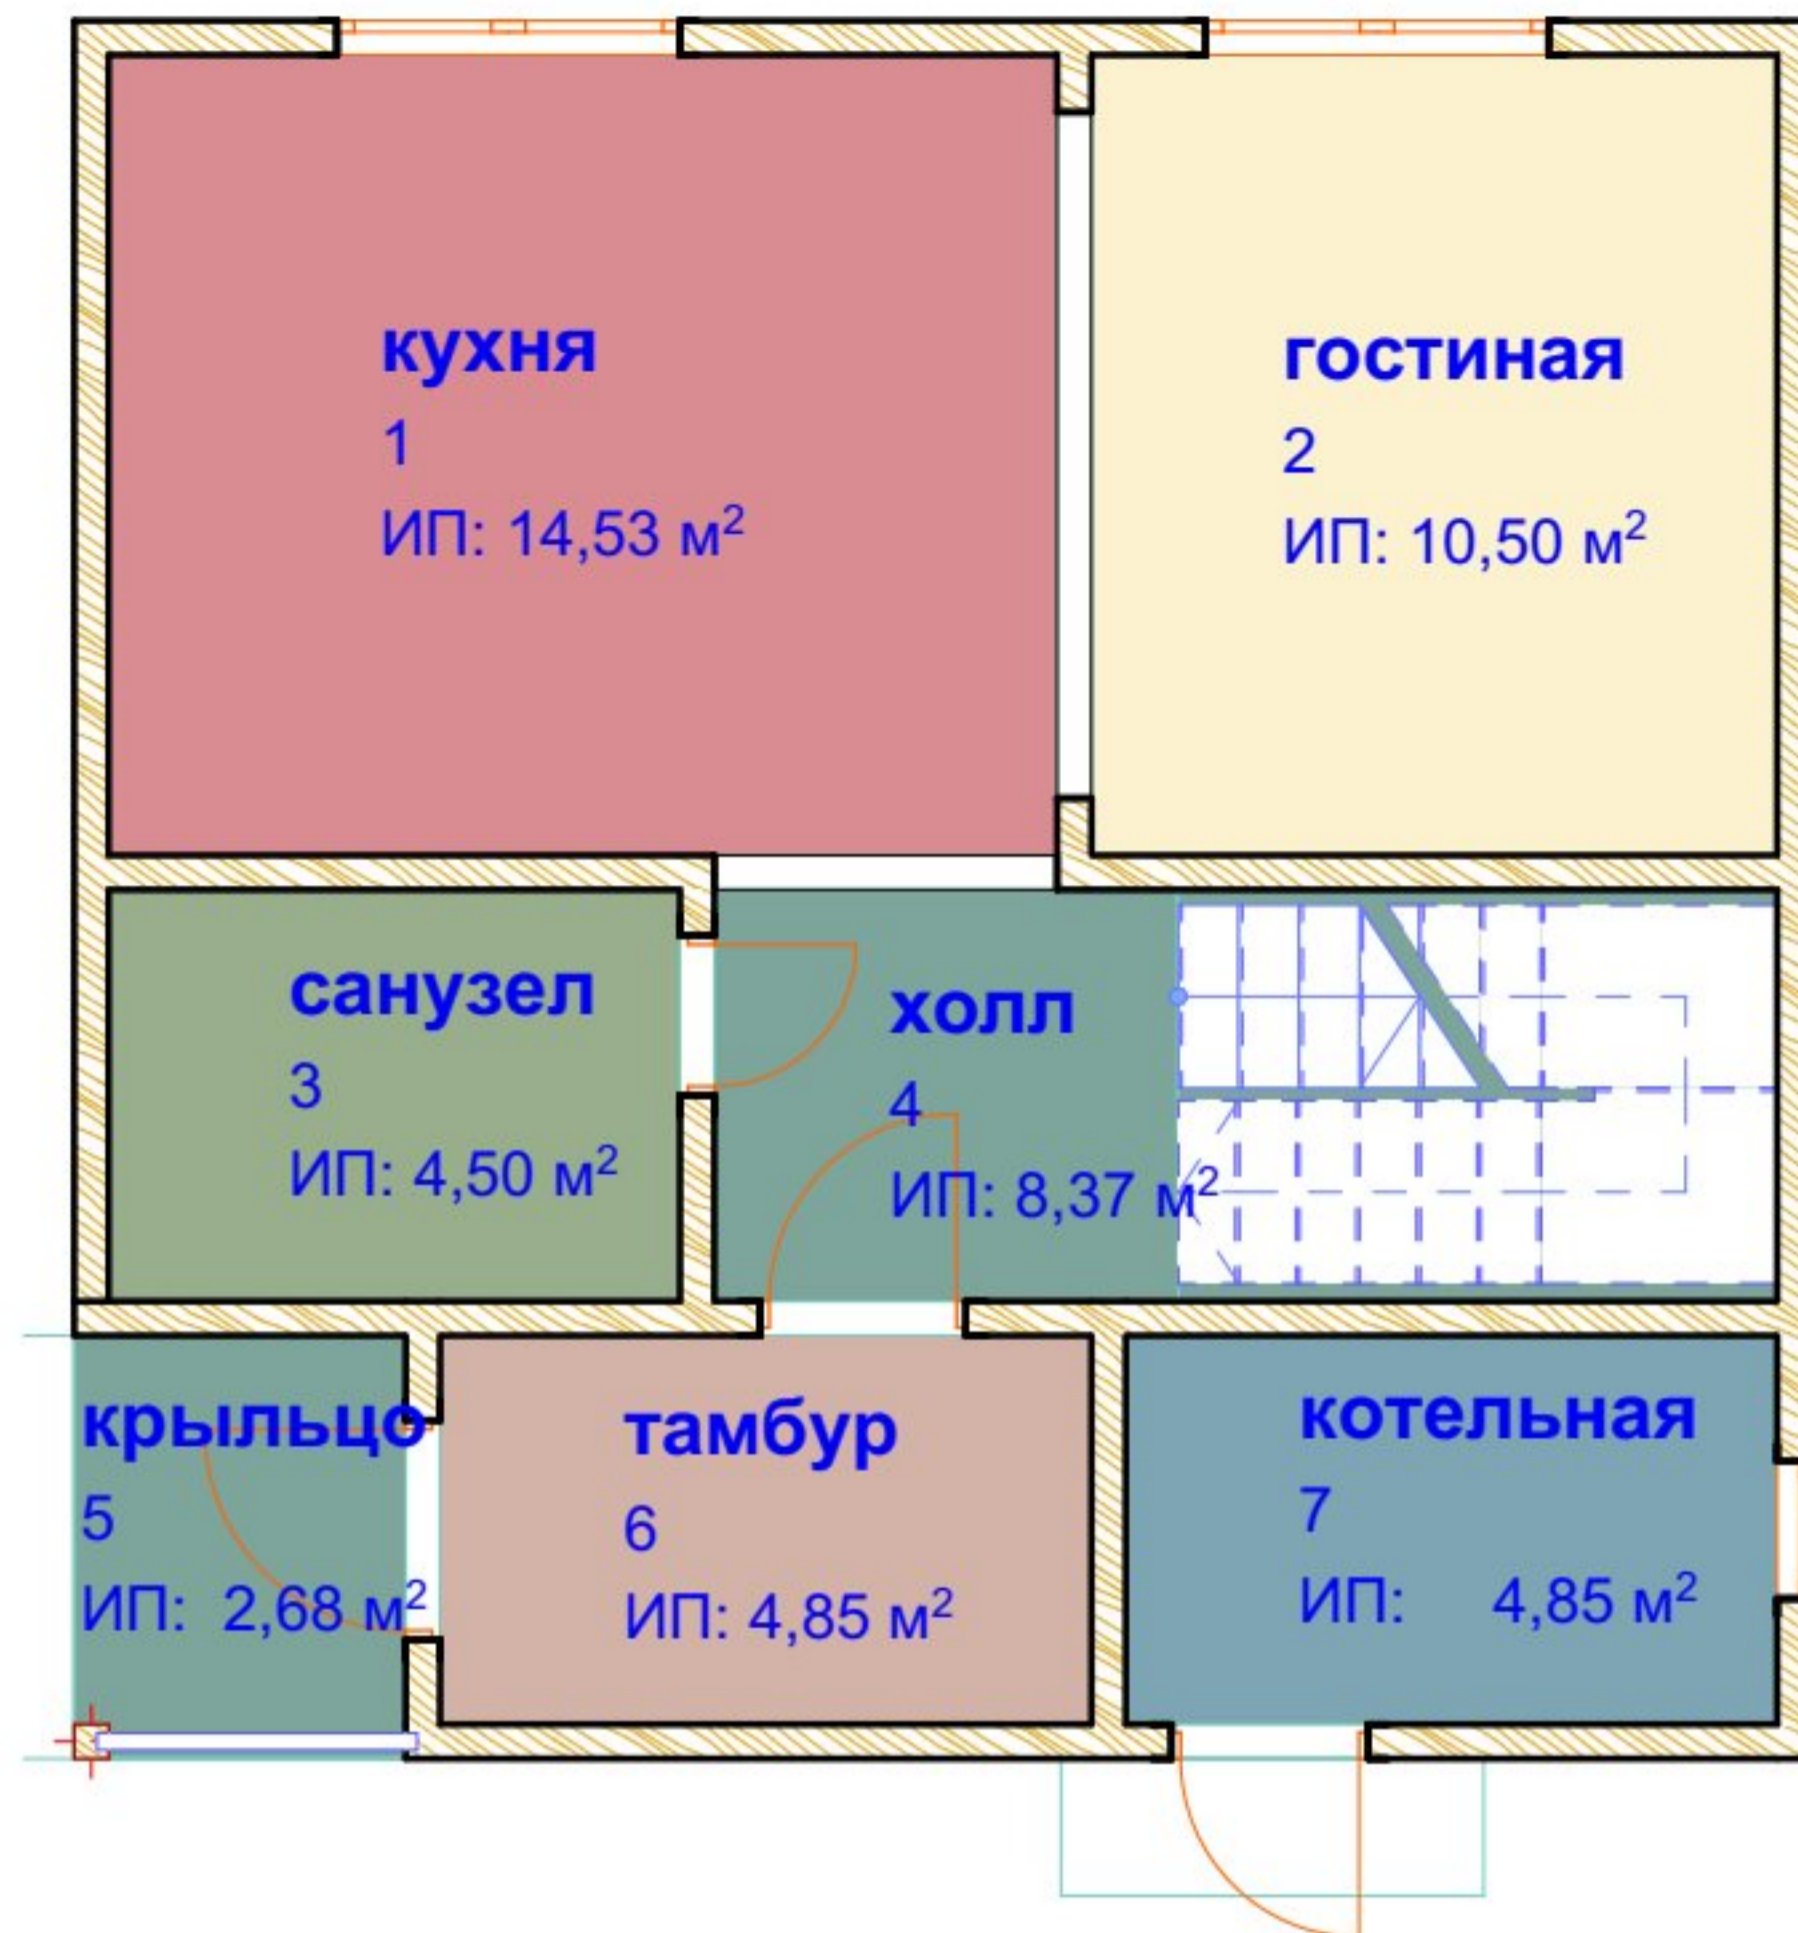 кухня
1
ИП: 14,53 м²
гостиная
2
ИП: 10,50 м²
санузел
3
ИП: 4,50 м²
холл
4
ИП: 8,37 м²
крыльцо
5
ИП: 2,68 м²
тамбур
6
ИП: 4,85 м²
котельная
7
ИП: 4,85 м²